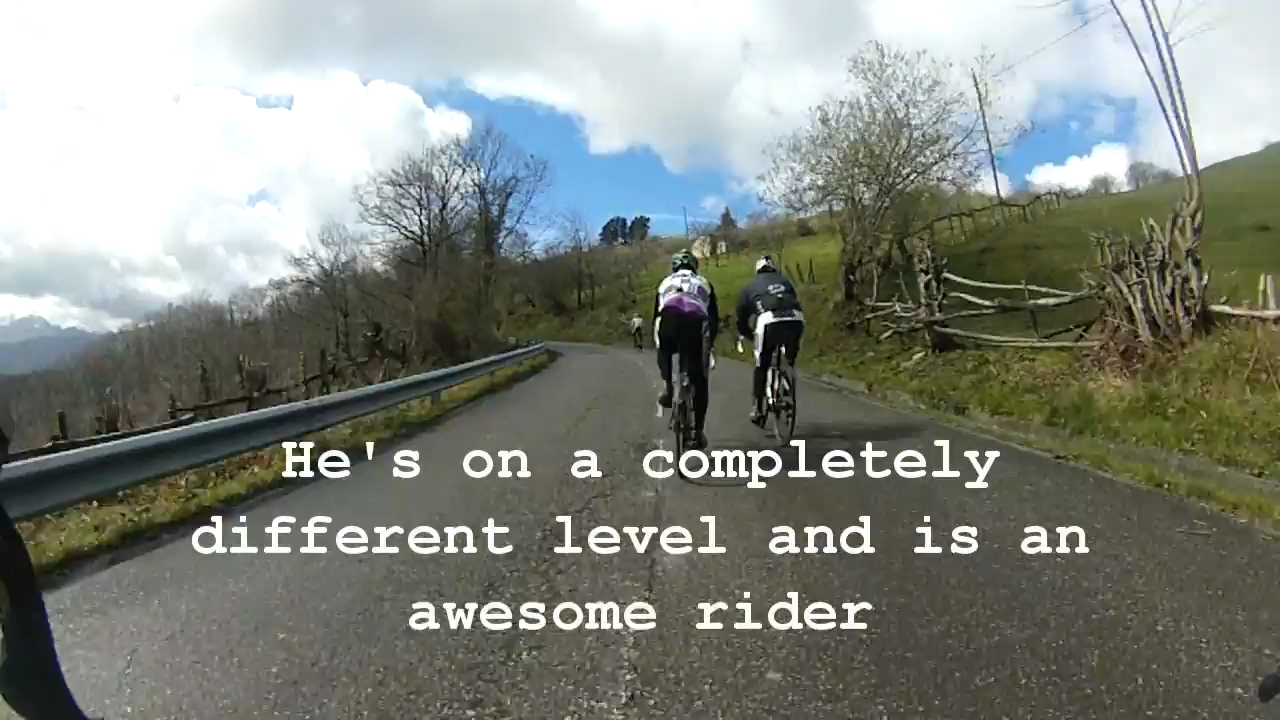 He's on a completely
different level and is an
awesome rider